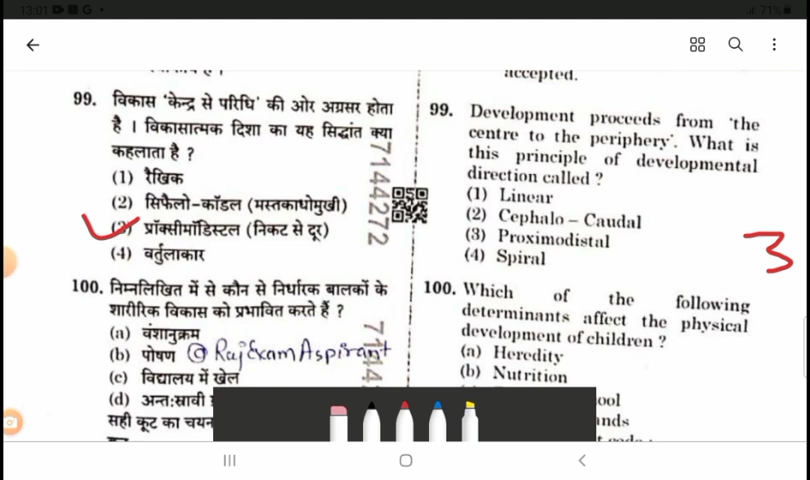 13:01
G
71%
99. विकास 'केन्द्र से परिधि' की ओर अग्रसर होता
है । विकासात्मक दिशा का यह सिद्धांत क्या
कहलाता है ?
(1) रैखिक
(2) सिफैलो-कॉडल (मस्तकाधोमुखी)
(3) प्रॉक्सीमॉडिस्टल (निकट से दूर)
(4) वर्तुलाकार
100. निम्नलिखित में से कौन से निर्धारक बालकों के
शारीरिक विकास को प्रभावित करते हैं ?
(a) वंशानुक्रम
(b) पोषण @RajExamAspirant
(c) विद्यालय में खेल
(d) अन्तःस्रावी
सही कूट का चयन
7144272
accepted.
99. Development proceeds from 'the
centre to the periphery'. What is
this principle of developmental
direction called ?
(1) Linear
(2) Cephalo – Caudal
(3) Proximodistal
(4) Spiral
3
100. Which of the following
determinants affect the physical
development of children ?
(a) Heredity
(b) Nutrition